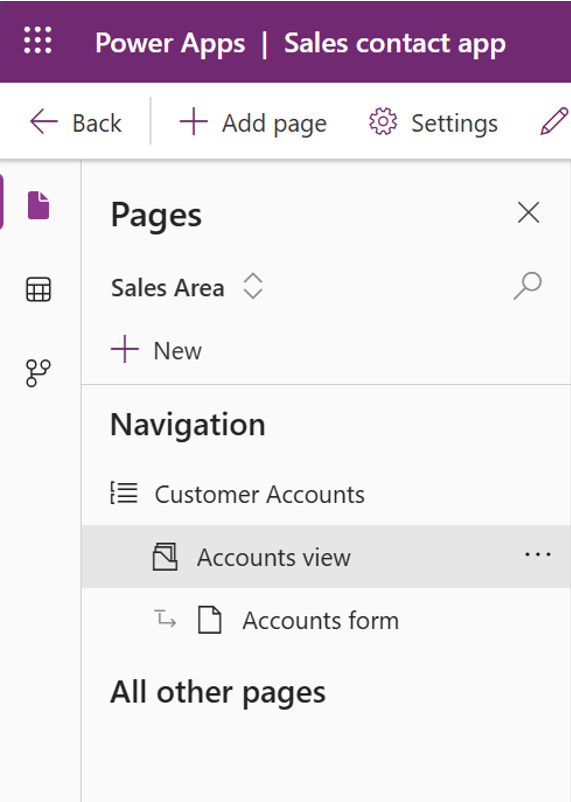 Power Apps | Sales contact app
Back + Add page Settings
Pages
Sales Area
+ New
Navigation
Customer Accounts
Accounts view ...
Accounts form
All other pages